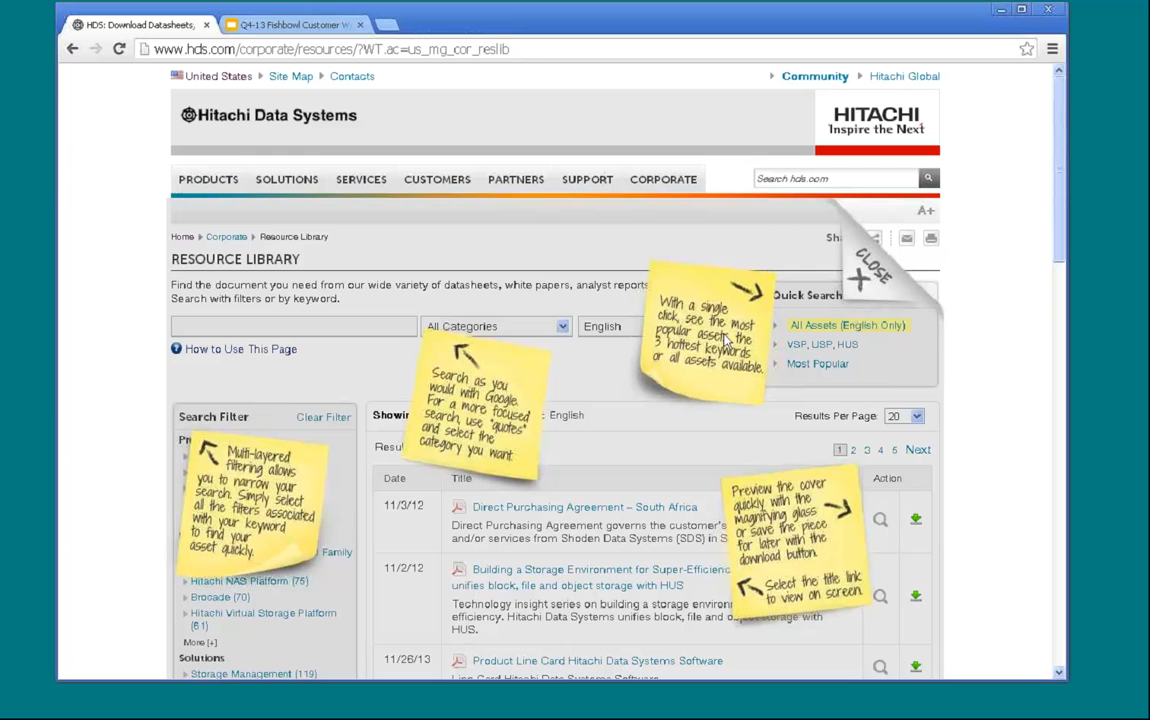 HDS: Download Datasheets,
Q4-13 Fishbowl Customer W
www.hds.com/corporate/resources/?WT.ac=us_mg_cor_reslib
United States Site Map Contacts
Community Hitachi Global
Hitachi Data Systems
HITACHI
Inspire the Next
PRODUCTS SOLUTIONS SERVICES CUSTOMERS PARTNERS SUPPORT CORPORATE
Search hds.com
A+
Home Corporate Resource Library
CLOSE
RESOURCE LIBRARY
Find the document you need from our wide variety of datasheets, white papers, analyst reports
Search with filters or by keyword.
All Categories
English
How to Use This Page
With a single
click, see the most
popular assets, the
3 hottest keywords
or all assets available.
Quick Search
All Assets (English Only)
VSP, USP, HUS
Most Popular
Search as you
would with Google.
For a more focused
search, use "quotes"
and select the
category you want.
Search Filter Clear Filter
Multi-layered
filtering allows
you to narrow your
search. Simply select
all the filters associated
with your keyword
to find your
asset quickly.
Family
Hitachi NAS Platform (75)
Brocade (70)
Hitachi Virtual Storage Platform
(61)
More [+]
Solutions
Storage Management (119)
Showing
English
Results Per Page: 20
1 2 3 4 5 Next
Date Title Action
11/3/12 Direct Purchasing Agreement – South Africa
Direct Purchasing Agreement governs the customer's
and/or services from Shoden Data Systems (SDS) in S
11/2/12 Building a Storage Environment for Super-Efficienc
unifies block, file and object storage with HUS
Technology insight series on building a storage environ
efficiency. Hitachi Data Systems unifies block, file and object storage with
HUS.
Preview the cover
quickly with the
magnifying glass
or save the piece
for later with the
download button.
Select the title link
to view on screen.
11/26/13 Product Line Card Hitachi Data Systems Software